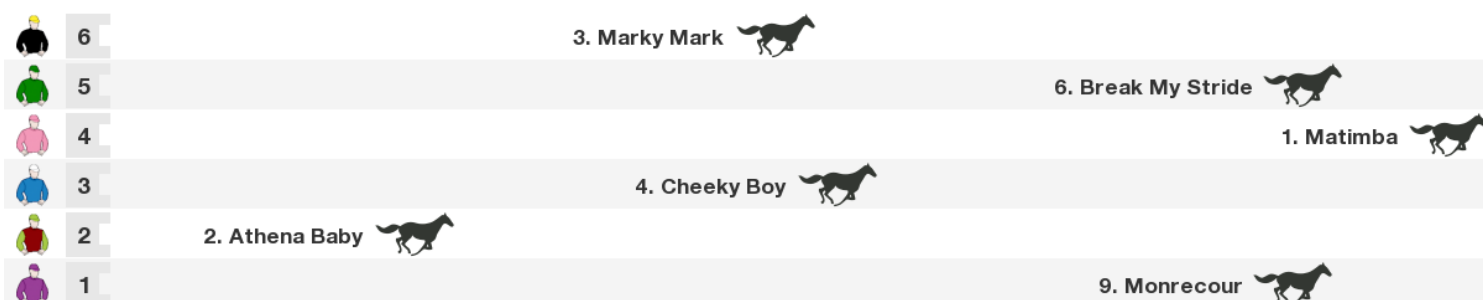 6 3. Marky Mark
5 6. Break My Stride
4 1. Matimba
3 4. Cheeky Boy
2 2. Athena Baby
1 9. Monrecour